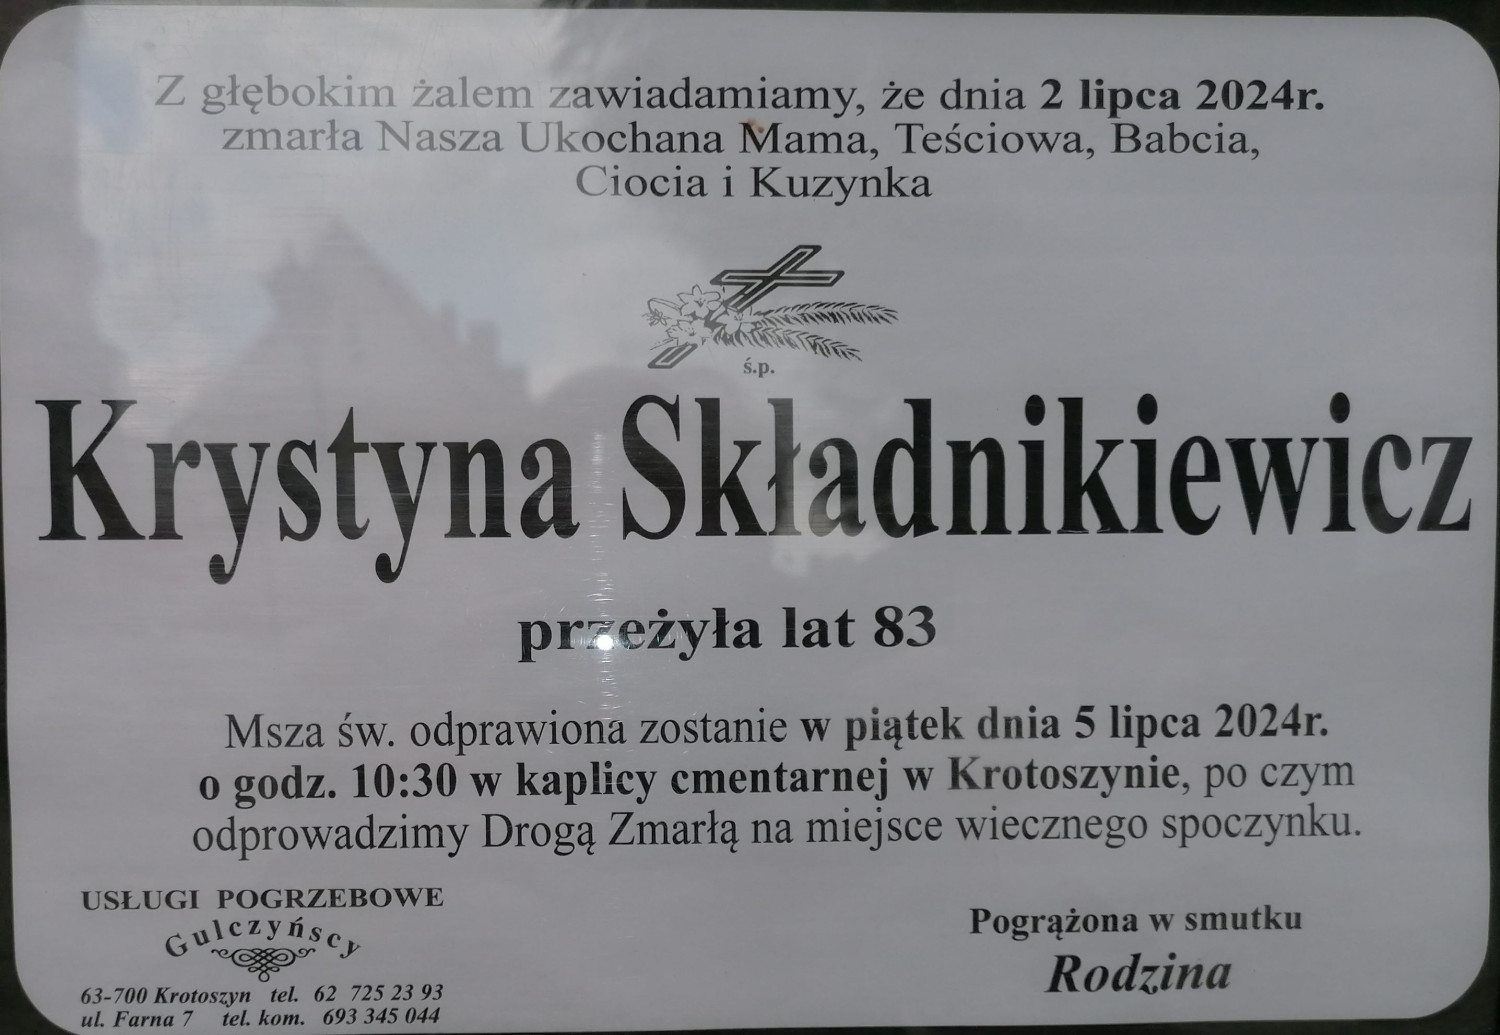 Z głębokim żalem zawiadamiamy, że dnia 2 lipca 2024r.
zmarła Nasza Ukochana Mama, Teściowa, Babcia,
Ciocia i Kuzynka
ś.p.
Krystyna Składnikiewicz
przeżyła lat 83
Msza św. odprawiona zostanie w piątek dnia 5 lipca 2024r.
o godz. 10:30 w kaplicy cmentarnej w Krotoszynie, po czym
odprowadzimy Drogą Zmarłą na miejsce wiecznego spoczynku.
USŁUGI POGRZEBOWE
Gulczyńscy
63-700 Krotoszyn tel. 62 725 23 93
ul. Farna 7 tel. kom. 693 345 044
Pogrążona w smutku
Rodzina